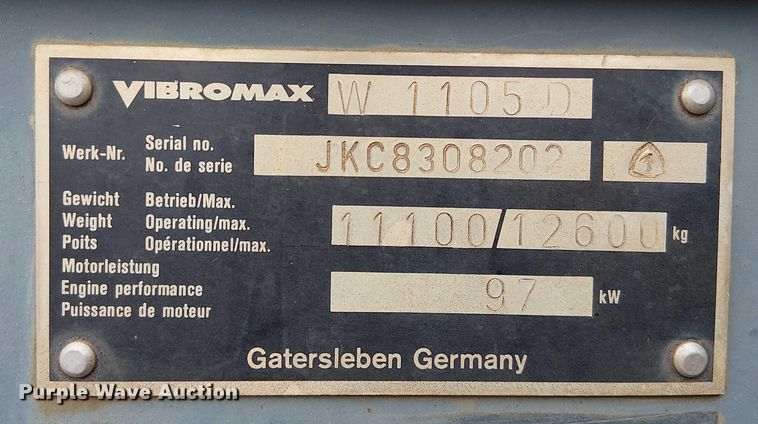 VIBROMAX W 1105 D
Werk-Nr. Serial no. No. de serie JKC8308202 1
Gewicht Betrieb/Max.
Weight Operating/max. 11100/12600 kg
Poits Opérationnel/max.
Motorleistung
Engine performance 97 kW
Puissance de moteur
Gatersleben Germany
Purple Wave Auction